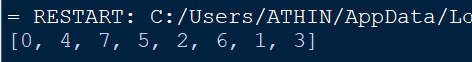 = RESTART: C:/Users/ATHIN/AppData/Lo
[0, 4, 7, 5, 2, 6, 1, 3]